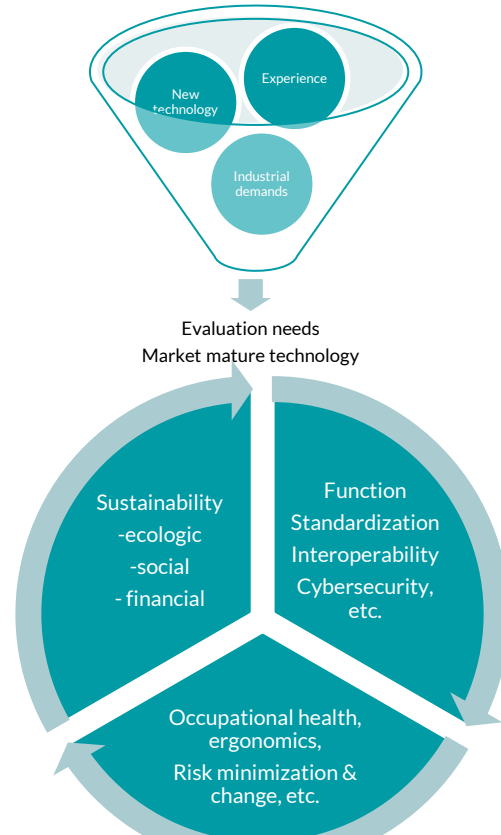 New
technology
Experience
Industrial
demands
Evaluation needs
Market mature technology
Sustainability
-ecologic
-social
- financial
Function
Standardization
Interoperability
Cybersecurity,
etc.
Occupational health,
ergonomics,
Risk minimization &
change, etc.